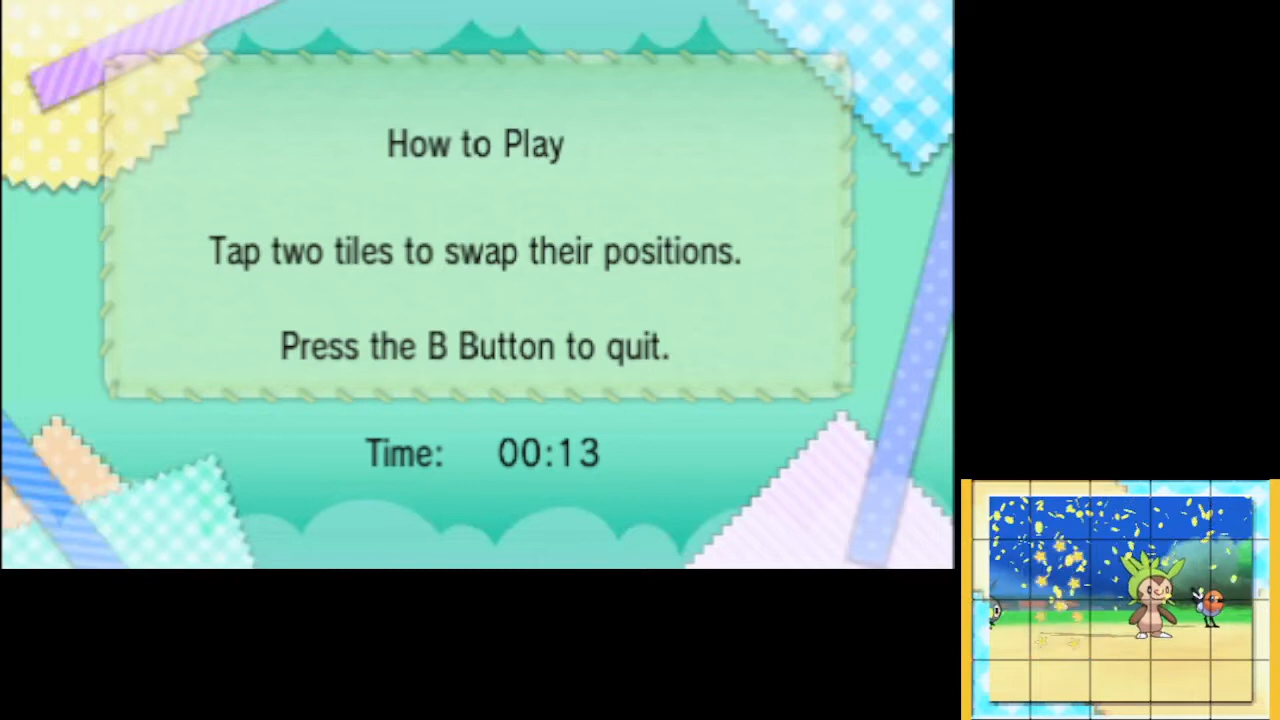 How to Play
Tap two tiles to swap their positions.
Press the B Button to quit.
Time: 00:13